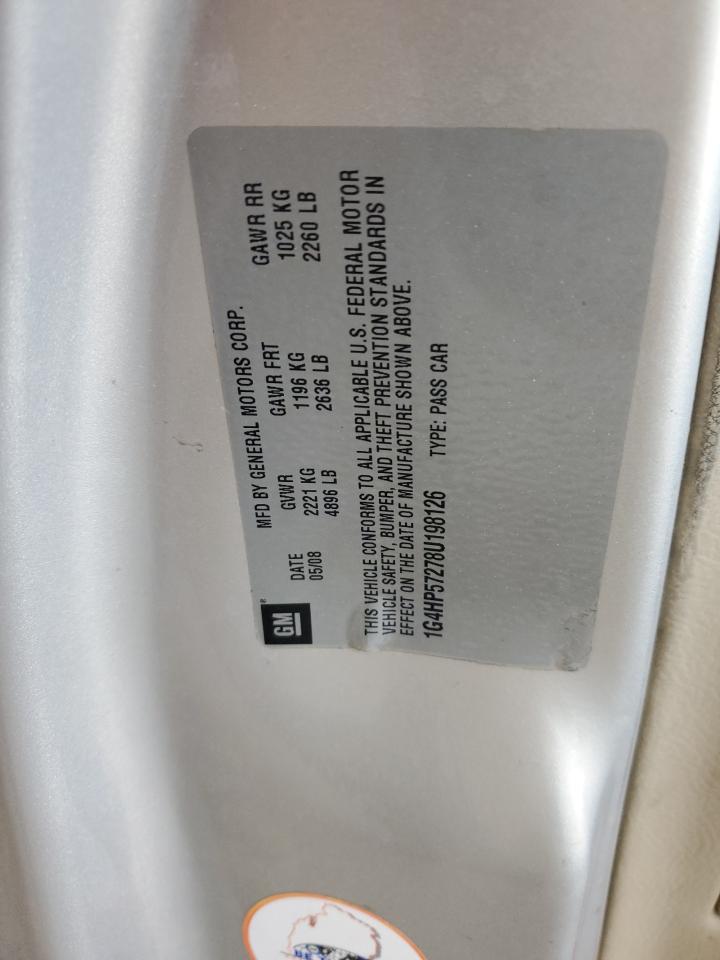 MFD BY GENERAL MOTORS CORP.
GM
®
DATE GVWR GAWR FRT GAWR RR
05/08 2221 KG 1196 KG 1025 KG
4896 LB 2636 LB 2260 LB
THIS VEHICLE CONFORMS TO ALL APPLICABLE U.S. FEDERAL MOTOR
VEHICLE SAFETY, BUMPER, AND THEFT PREVENTION STANDARDS IN
EFFECT ON THE DATE OF MANUFACTURE SHOWN ABOVE.
1G4HP57278U198126 TYPE: PASS CAR